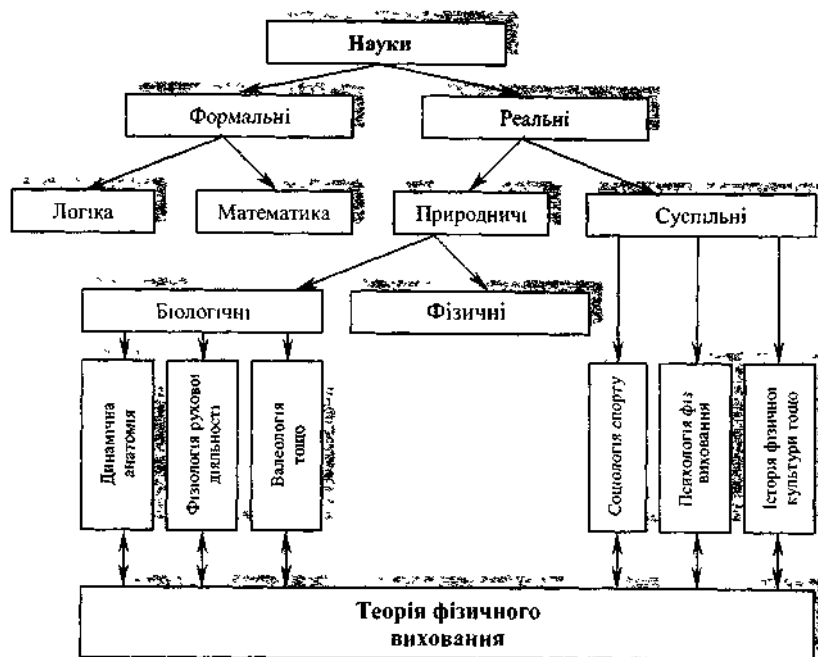 Науки
Формальні
Реальні
Логіка
Математика
Природничі
Суспільні
Біологічні
Фізичні
Динамічна
анатомія
Фізіологія рухової
діяльності
Валеологія
тощо
Соціологія спорту
Психологія фіз
виховання
Історія фізичної
культури тощо
Теорія фізичного
виховання